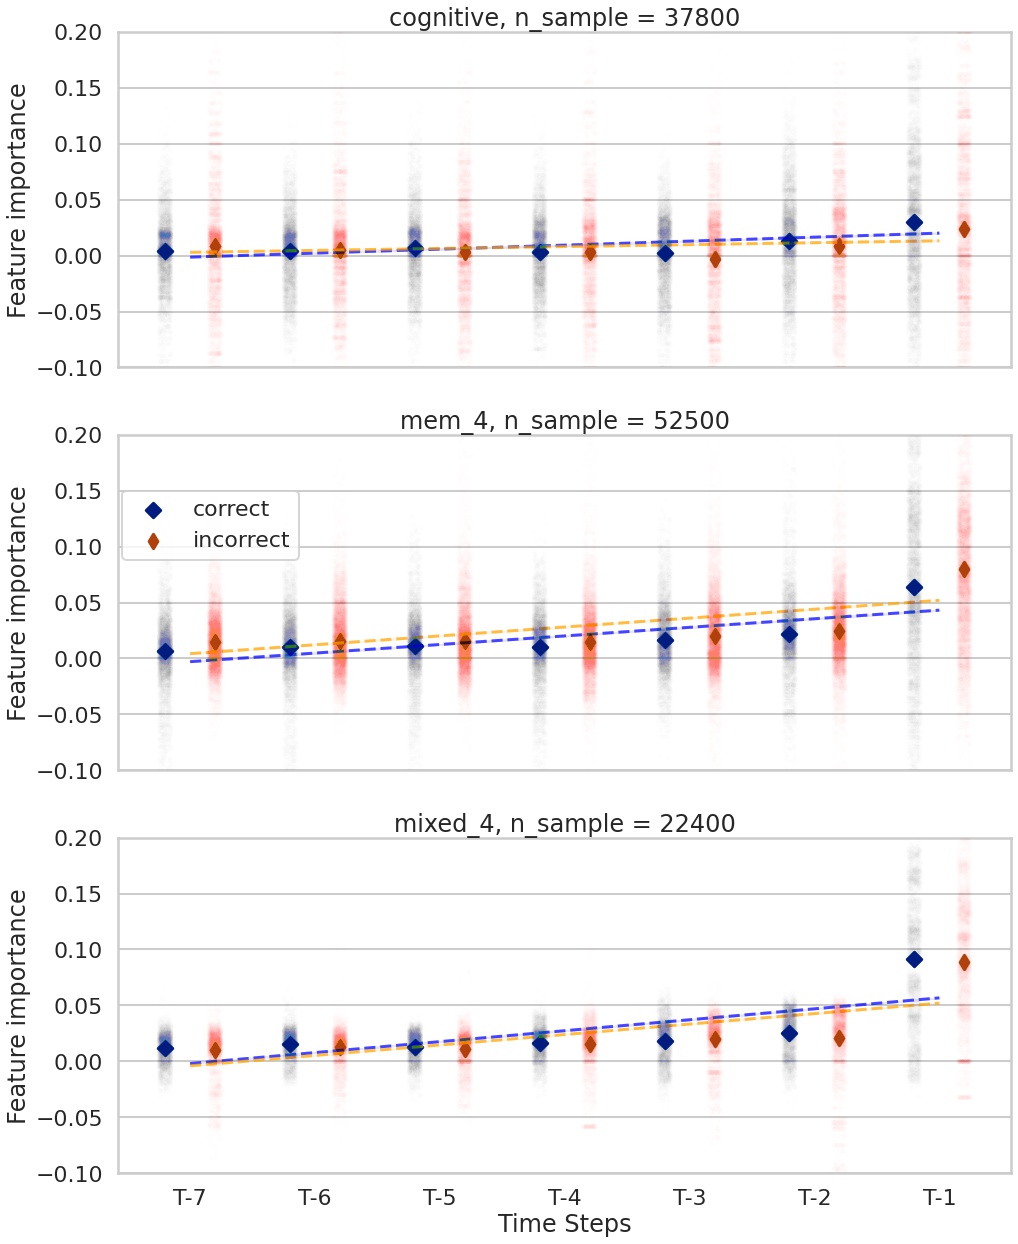 cognitive, n_sample = 37800
0.20
0.15
0.10
0.05
0.00
−0.05
−0.10
Feature importance
mem_4, n_sample = 52500
0.20
0.15
0.10
0.05
0.00
−0.05
−0.10
Feature importance
correct
incorrect
mixed_4, n_sample = 22400
0.20
0.15
0.10
0.05
0.00
−0.05
−0.10
Feature importance
T-7 T-6 T-5 T-4 T-3 T-2 T-1
Time Steps